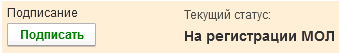 Подписание
Текущий статус:
Подписать
На регистрации МОЛ